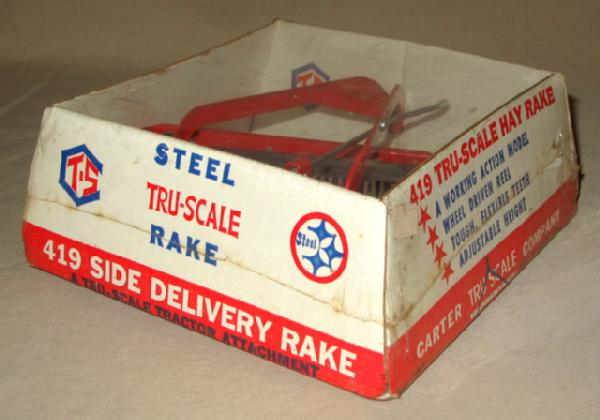 T-S
STEEL
TRU-SCALE
RAKE
Steel
419 SIDE DELIVERY RAKE
A TRU-SCALE TRACTOR ATTACHMENT
419 TRU-SCALE HAY RAKE
A WORKING ACTION MODEL
WHEEL DRIVEN REEL
TOUGH, FLEXIBLE TEETH
ADJUSTABLE HEIGHT
CARTER TRU-SCALE COMPANY